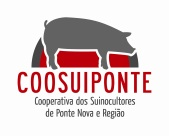 COOSUIPONTE
Cooperativa dos Suinocultores
de Ponte Nova e Região